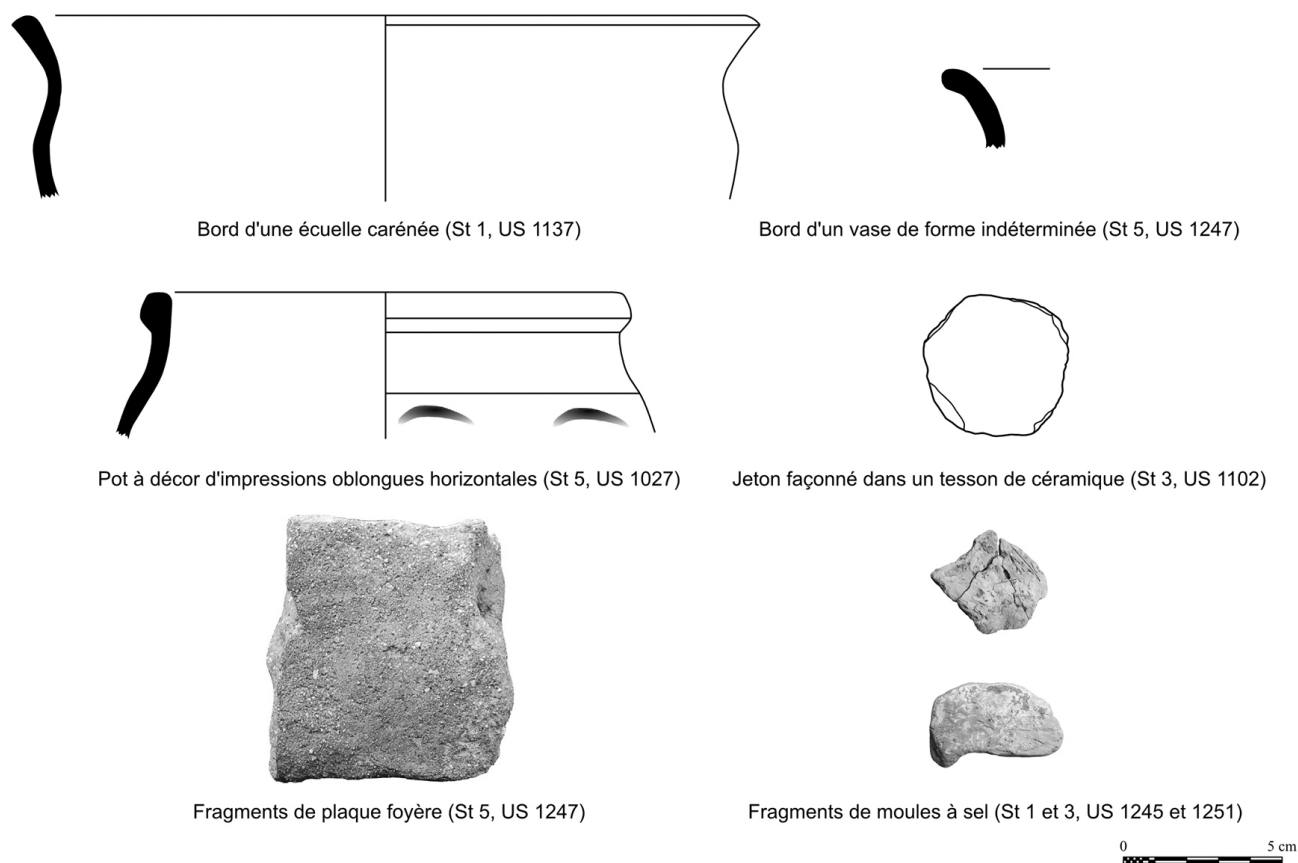 Bord d'une écuelle carénée (St 1, US 1137)
Bord d'un vase de forme indéterminée (St 5, US 1247)
Pot à décor d'impressions oblongues horizontales (St 5, US 1027)
Jeton façonné dans un tesson de céramique (St 3, US 1102)
Fragments de plaque foyère (St 5, US 1247)
Fragments de moules à sel (St 1 et 3, US 1245 et 1251)
0 5 cm